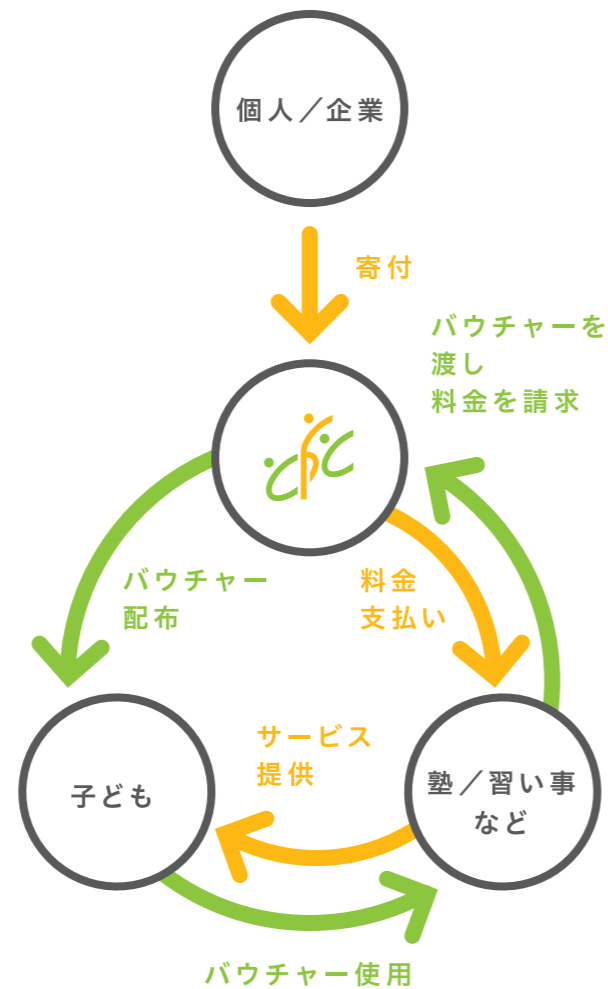 個人／企業
寄付
バウチャーを
渡し
料金を請求
cfc
バウチャー
配布
料金
支払い
サービス
提供
子ども
塾／習い事
など
バウチャー使用